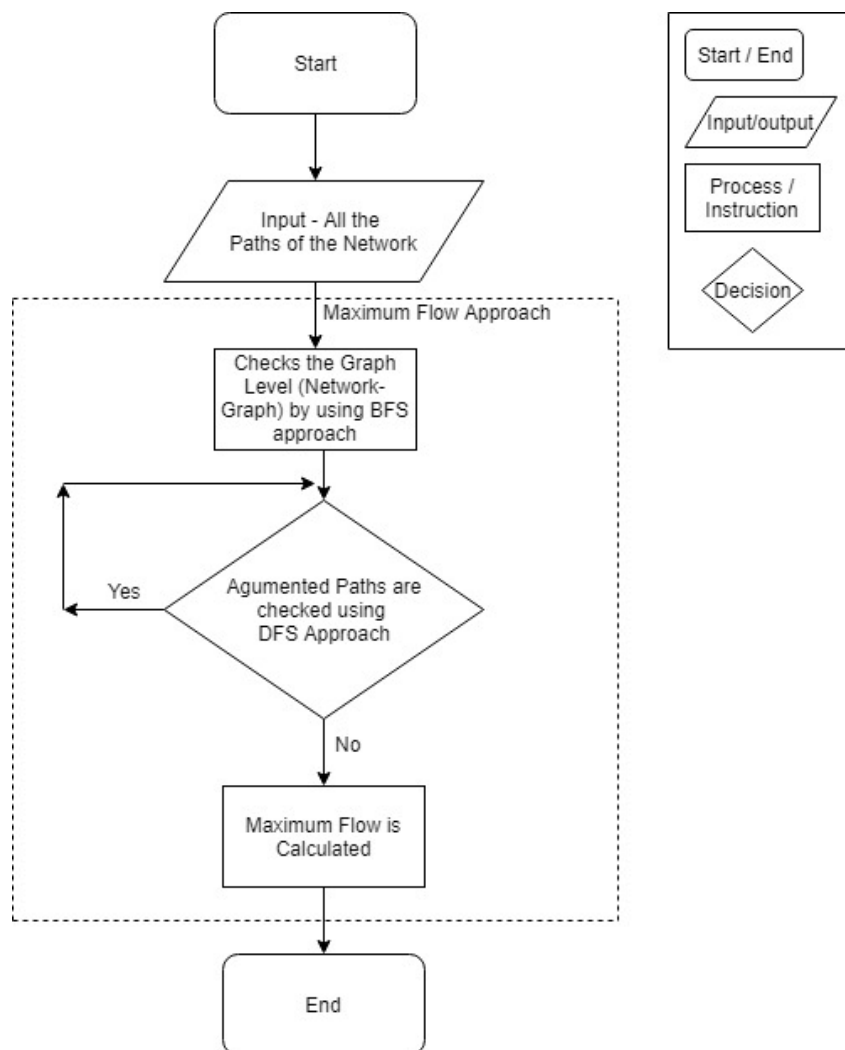 Start
Input - All the
Paths of the Network
Maximum Flow Approach
Checks the Graph
Level (Network-
Graph) by using BFS
approach
Yes
Agumented Paths are
checked using
DFS Approach
No
Maximum Flow is
Calculated
End
Start / End
Input/output
Process /
Instruction
Decision